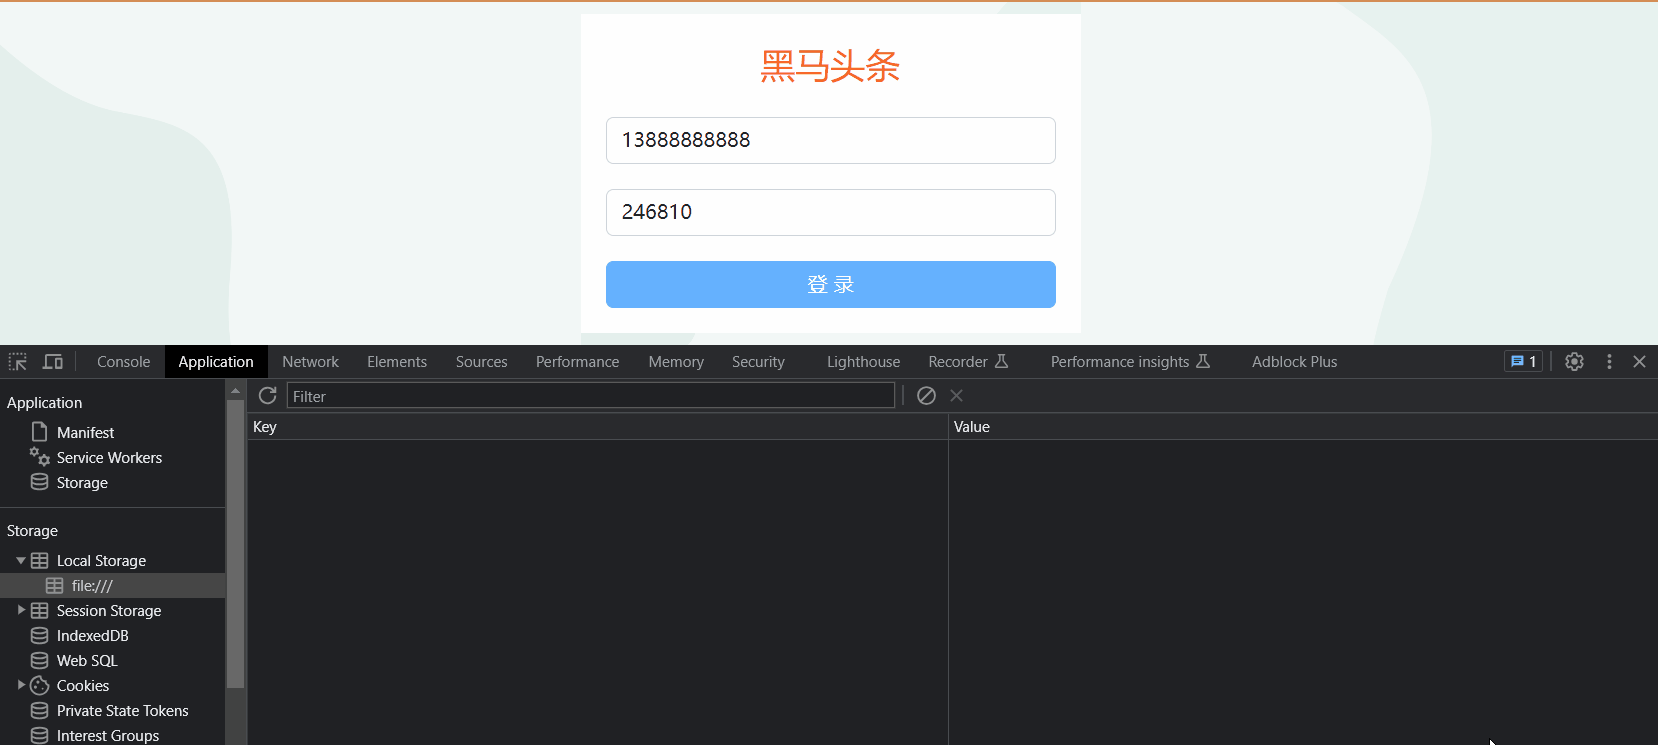 黑马头条
13888888888
246810
登 录
Console Application Network Elements Sources Performance Memory Security Lighthouse Recorder Performance insights Adblock Plus 1
Filter
Key Value
Application
Manifest
Service Workers
Storage
Storage
Local Storage
file:///
Session Storage
IndexedDB
Web SQL
Cookies
Private State Tokens
Interest Groups